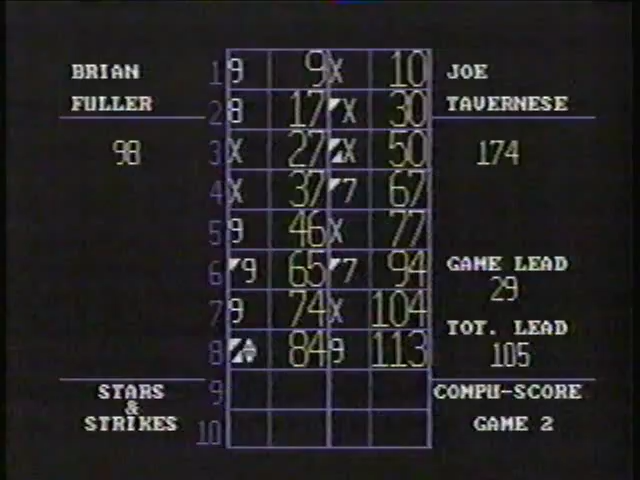 BRIAN
FULLER
98
1 9 9 X 10
2 8 17 X 30
3 X 27 X 50
4 X 37 7 67
5 9 46 X 77
6 9 65 7 94
7 9 74 X 104
8 84 9 113
9
10
JOE
TAVERNESE
174
GAME LEAD
29
TOT. LEAD
105
STARS
&
STRIKES
COMPU-SCORE
GAME 2